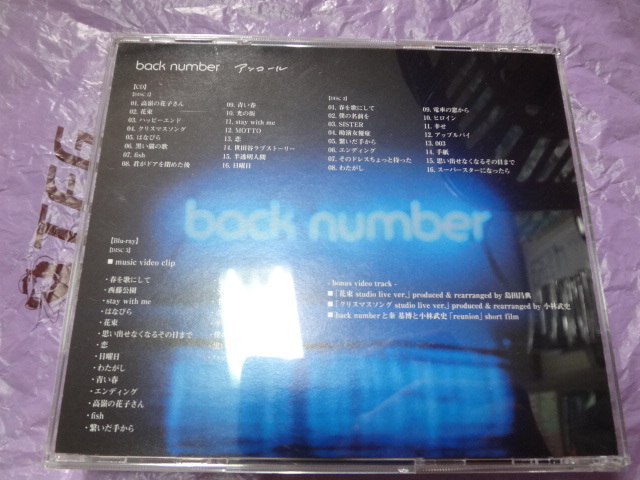 back number アンコール
【CD】
【DISC 1】
01. 高嶺の花子さん
02. 花束
03. ハッピーエンド
04. クリスマスソング
05. はなびら
06. 黒い猫の歌
07. fish
08. 君がドアを閉めた後
09. 青い春
10. 光の街
11. stay with me
12. MOTTO
13. 恋
14. 世田谷ラブストーリー
15. 半透明人間
16. 日曜日
【DISC 2】
01. 春を歌にして
02. 僕の名前を
03. SISTER
04. 助演女優症
05. 繋いだ手から
06. エンディング
07. そのドレスちょっと待った
08. わたがし
09. 電車の窓から
10. ヒロイン
11. 幸せ
12. アップルパイ
13. 003
14. 手紙
15. 思い出せなくなるその日まで
16. スーパースターになったら
back number
【Blu-ray】
【DISC 3】
■ music video clip
・春を歌にして
・西藤公園
・stay with me
・はなびら
・花束
・思い出せなくなるその日まで
・恋
・日曜日
・わたがし
・青い春
・エンディング
・高嶺の花子さん
・fish
・繋いだ手から
- bonus video track -
■「花束 studio live ver.」produced & rearranged by 島田昌典
■「クリスマスソング studio live ver.」produced & rearranged by 小林武史
■ back numberと秦 基博と小林武史「reunion」short film